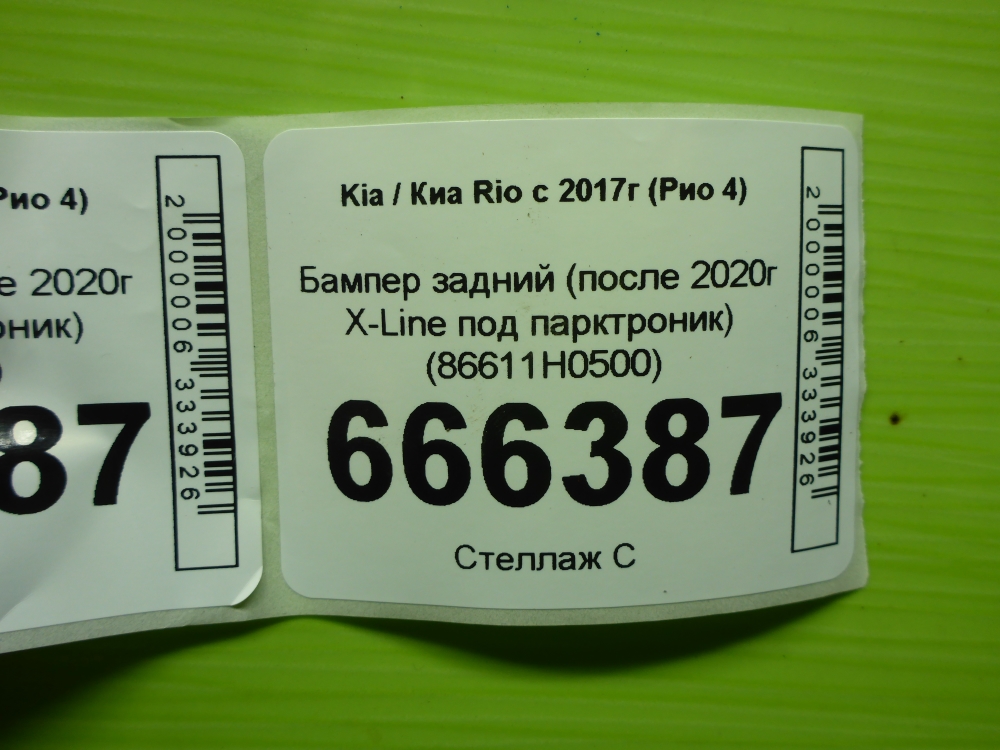 Рио 4)
е 2020г
оник)
)
87
2000006333926
Kia / Киа Rio с 2017г (Рио 4)
Бампер задний (после 2020г
X-Line под парктроник)
(86611H0500)
666387
Стеллаж С
2000006333926